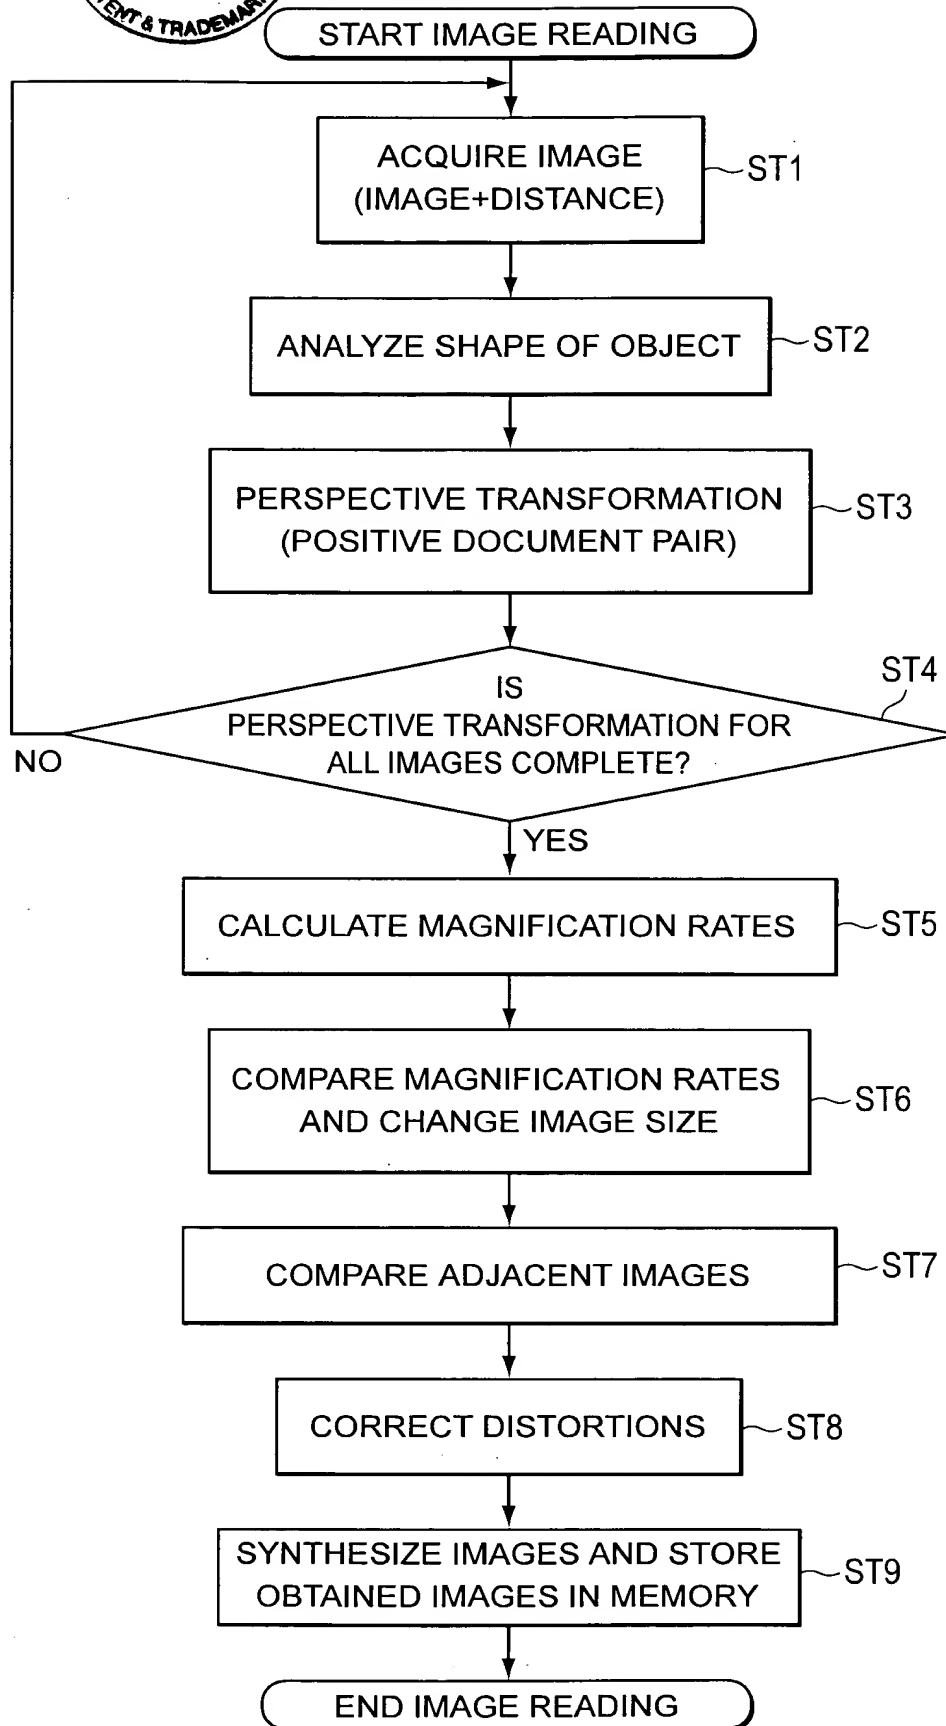 TENT & TRADEMAR
START IMAGE READING
ACQUIRE IMAGE
(IMAGE+DISTANCE)
ST1
ANALYZE SHAPE OF OBJECT
ST2
PERSPECTIVE TRANSFORMATION
(POSITIVE DOCUMENT PAIR)
ST3
IS
PERSPECTIVE TRANSFORMATION FOR
ALL IMAGES COMPLETE?
ST4
NO
YES
CALCULATE MAGNIFICATION RATES
ST5
COMPARE MAGNIFICATION RATES
AND CHANGE IMAGE SIZE
ST6
COMPARE ADJACENT IMAGES
ST7
CORRECT DISTORTIONS
ST8
SYNTHESIZE IMAGES AND STORE
OBTAINED IMAGES IN MEMORY
ST9
END IMAGE READING